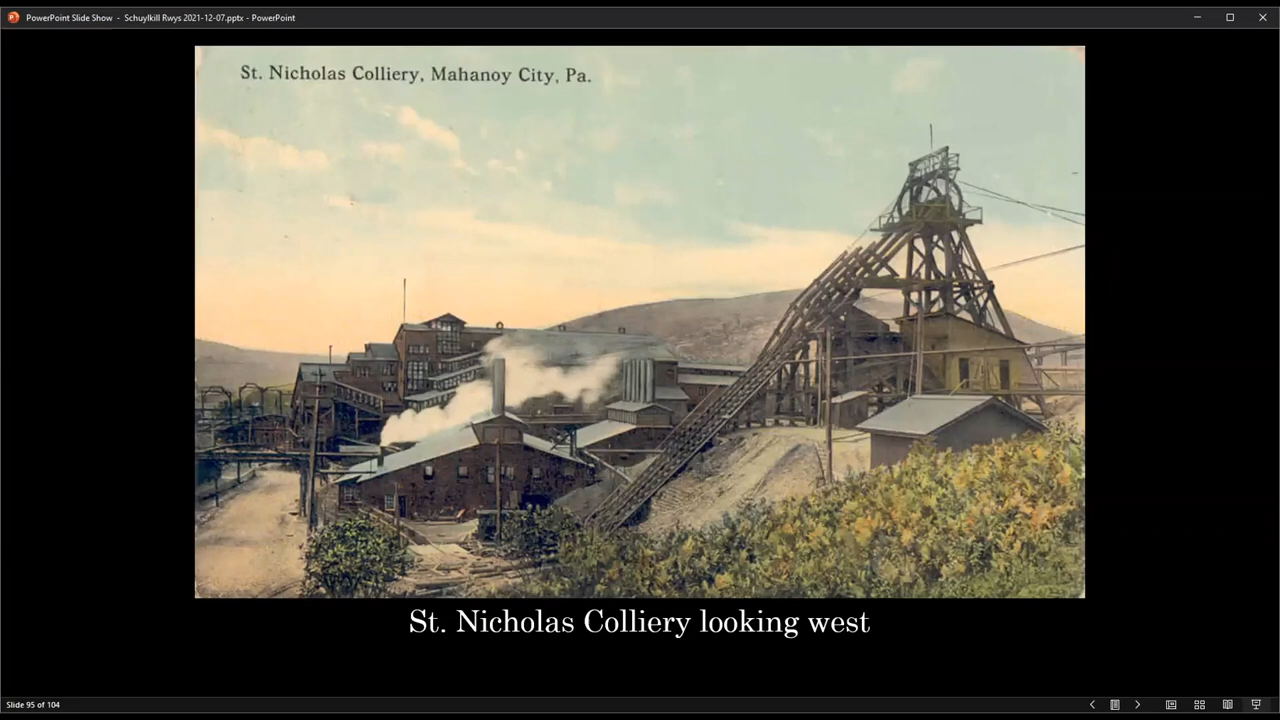 PowerPoint Slide Show - Schuylkill Rwys 2021-12-07.pptx - PowerPoint
St. Nicholas Colliery, Mahanoy City, Pa.
St. Nicholas Colliery looking west
Slide 95 of 104